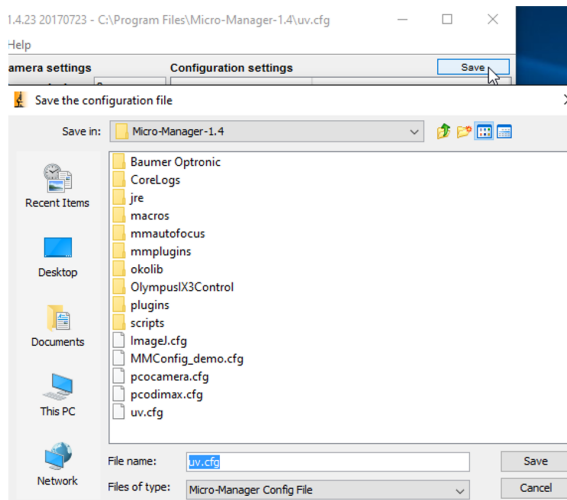 1.4.23 20170723 - C:\Program Files\Micro-Manager-1.4\uv.cfg
Help
amera settings
Configuration settings
Save
Save the configuration file
Save in:
Micro-Manager-1.4
Recent Items
Desktop
Documents
This PC
Network
Baumer Optronic
CoreLogs
jre
macros
mmautofocus
mmplugins
okolib
OlympusIX3Control
plugins
scripts
ImageJ.cfg
MMConfig_demo.cfg
pcocamera.cfg
pcodimax.cfg
uv.cfg
File name:
uv.cfg
Save
Files of type:
Micro-Manager Config File
Cancel